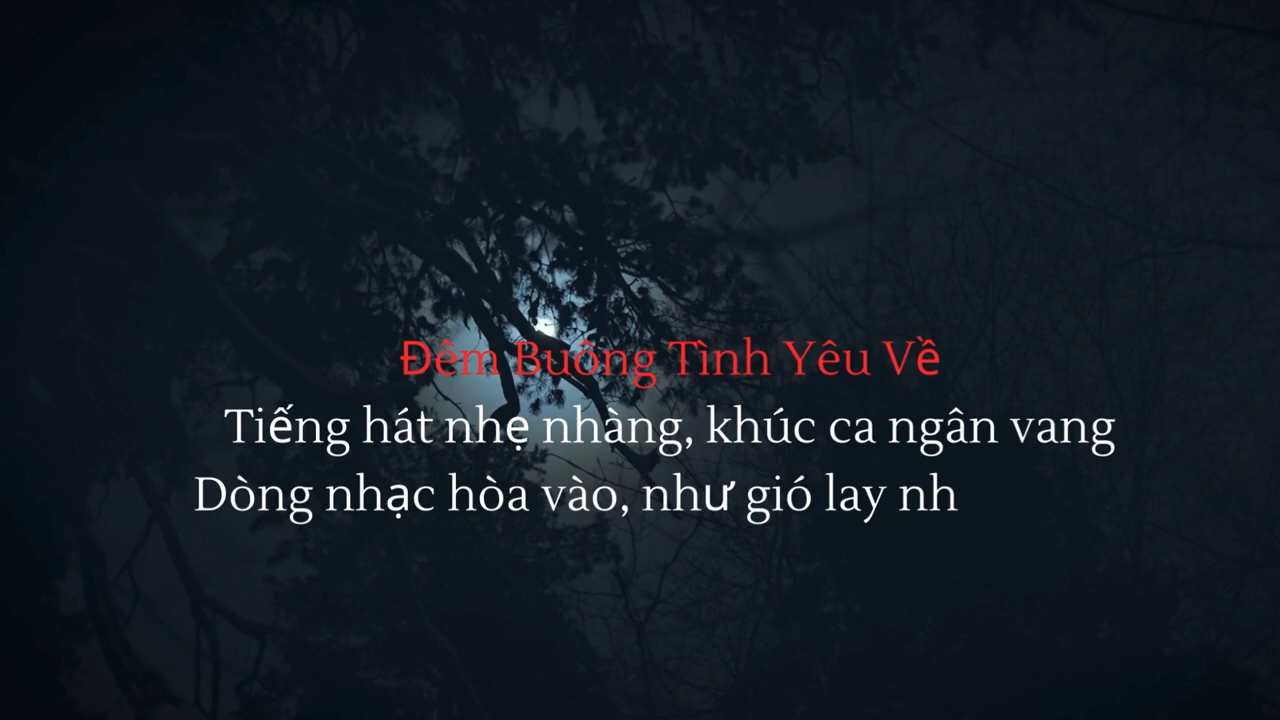 Đêm Buông Tình Yêu Về
Tiếng hát nhẹ nhàng, khúc ca ngân vang
Dòng nhạc hòa vào, như gió lay nh